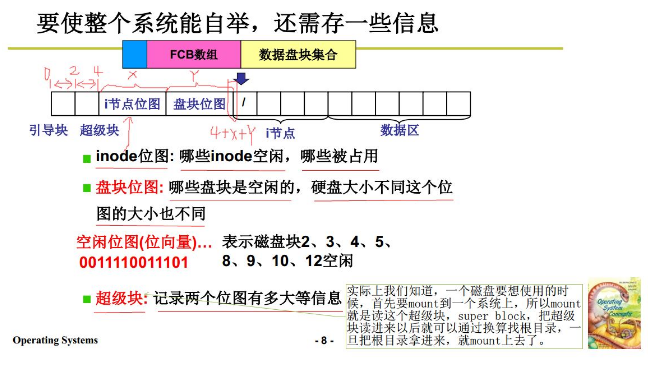 要使整个系统能自举，还需存一些信息
FCB数组 数据盘块集合
0 2 4 X Y
i节点位图 盘块位图 /
引导块 超级块 4+x+Y i节点 数据区
inode位图: 哪些inode空闲，哪些被占用
盘块位图: 哪些盘块是空闲的，硬盘大小不同这个位
图的大小也不同
空闲位图(位向量)… 表示磁盘块2、3、4、5、
0011110011101 8、9、10、12空闲
超级块: 记录两个位图有多大等信息
实际上我们知道，一个磁盘要想使用的时
候，首先要mount到一个系统上，所以mount
就是读这个超级块，super block，把超级
块读进来以后就可以通过换算找根目录，一
旦把根目录拿进来，就mount上去了。
Operating System Concepts
Operating Systems - 8 -